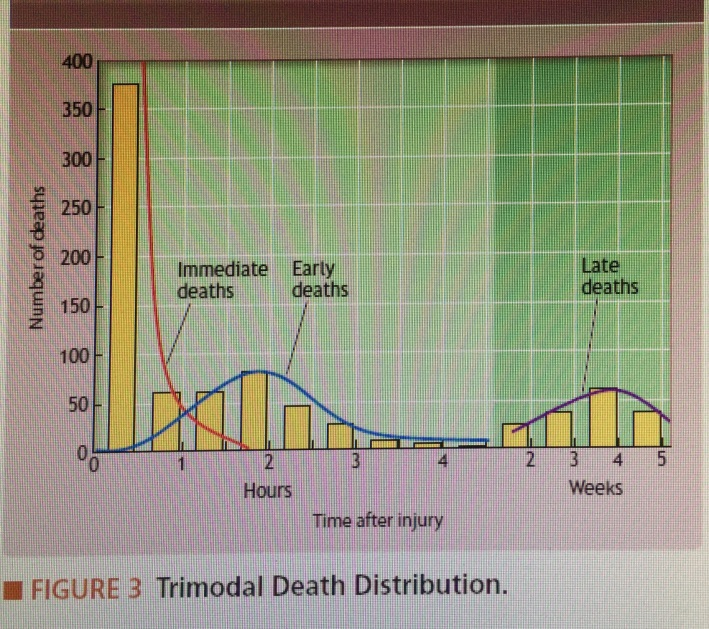 400
350
300
250
200
150
100
50
0
Number of deaths
Immediate
deaths
Early
deaths
Late
deaths
0 1 2 3 4 2 3 4 5
Hours Weeks
Time after injury
■ FIGURE 3 Trimodal Death Distribution.